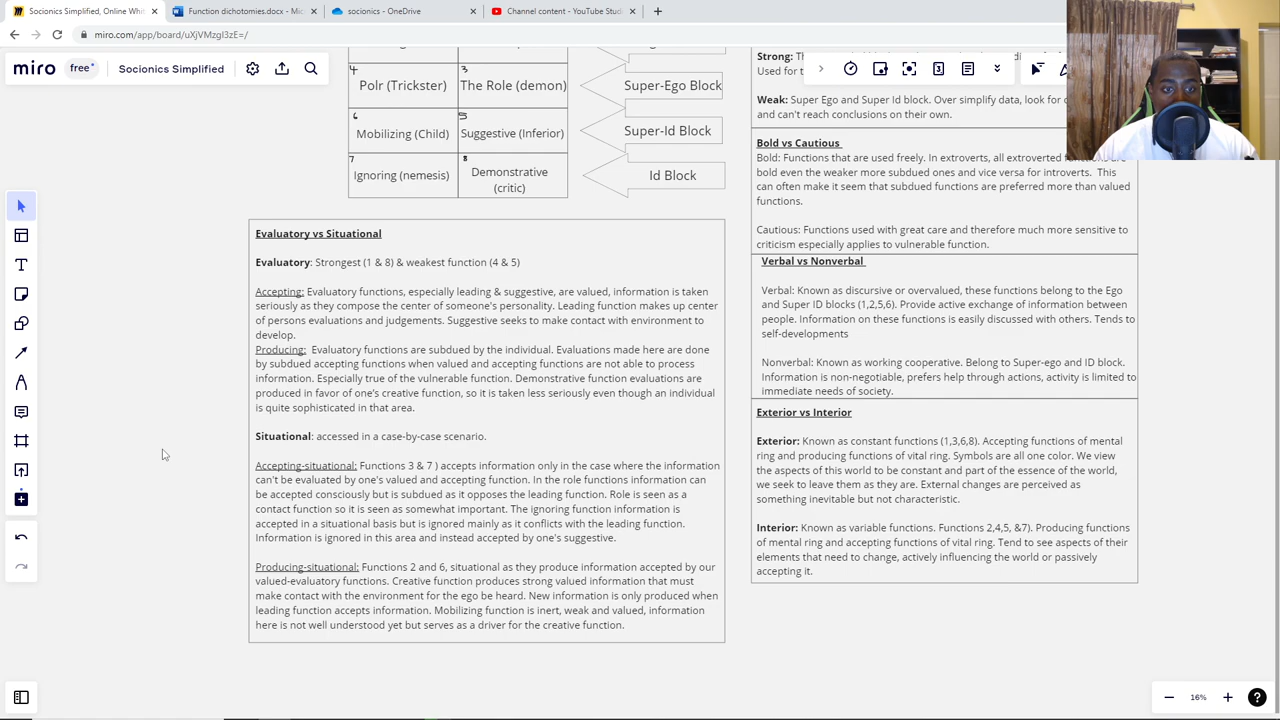 Socionics Simplified, Online Whit
Function dichotomies.docx - Micr
socionics - OneDrive
Channel content - YouTube Stud
miro.com/app/board/uXjVMzgI3zE=/
miro
free
Socionics Simplified
4
3
Polr (Trickster)
The Role (demon)
Super-Ego Block
6
5
Mobilizing (Child)
Suggestive (Inferior)
Super-Id Block
7
8
Ignoring (nemesis)
Demonstrative
(critic)
Id Block
Evaluatory vs Situational
Evaluatory: Strongest (1 & 8) & weakest function (4 & 5)
Accepting: Evaluatory functions, especially leading & suggestive, are valued, information is taken
seriously as they compose the center of someone's personality. Leading function makes up center
of persons evaluations and judgements. Suggestive seeks to make contact with environment to
develop.
Producing: Evaluatory functions are subdued by the individual. Evaluations made here are done
by subdued accepting functions when valued and accepting functions are not able to process
information. Especially true of the vulnerable function. Demonstrative function evaluations are
produced in favor of one's creative function, so it is taken less seriously even though an individual
is quite sophisticated in that area.
Situational: accessed in a case-by-case scenario.
Accepting-situational: Functions 3 & 7 ) accepts information only in the case where the information
can't be evaluated by one's valued and accepting function. In the role functions information can
be accepted consciously but is subdued as it opposes the leading function. Role is seen as a
contact function so it is seen as somewhat important. The ignoring function information is
accepted in a situational basis but is ignored mainly as it conflicts with the leading function.
Information is ignored in this area and instead accepted by one's suggestive.
Producing-situational: Functions 2 and 6, situational as they produce information accepted by our
valued-evaluatory functions. Creative function produces strong valued information that must
make contact with the environment for the ego be heard. New information is only produced when
leading function accepts information. Mobilizing function is inert, weak and valued, information
here is not well understood yet but serves as a driver for the creative function.
Strong:
Used for t
Weak: Super Ego and Super Id block. Over simplify data, look for
and can't reach conclusions on their own.
Bold vs Cautious
Bold: Functions that are used freely. In extroverts, all extroverted functions are
bold even the weaker more subdued ones and vice versa for introverts. This
can often make it seem that subdued functions are preferred more than valued
functions.
Cautious: Functions used with great care and therefore much more sensitive to
criticism especially applies to vulnerable function.
Verbal vs Nonverbal
Verbal: Known as discursive or overvalued, these functions belong to the Ego
and Super ID blocks (1,2,5,6). Provide active exchange of information between
people. Information on these functions is easily discussed with others. Tends to
self-developments
Nonverbal: Known as working cooperative. Belong to Super-ego and ID block.
Information is non-negotiable, prefers help through actions, activity is limited to
immediate needs of society.
Exterior vs Interior
Exterior: Known as constant functions (1,3,6,8). Accepting functions of mental
ring and producing functions of vital ring. Symbols are all one color. We view
the aspects of this world to be constant and part of the essence of the world,
we seek to leave them as they are. External changes are perceived as
something inevitable but not characteristic.
Interior: Known as variable functions. Functions 2,4,5, &7). Producing functions
of mental ring and accepting functions of vital ring. Tend to see aspects of their
elements that need to change, actively influencing the world or passively
accepting it.
16%